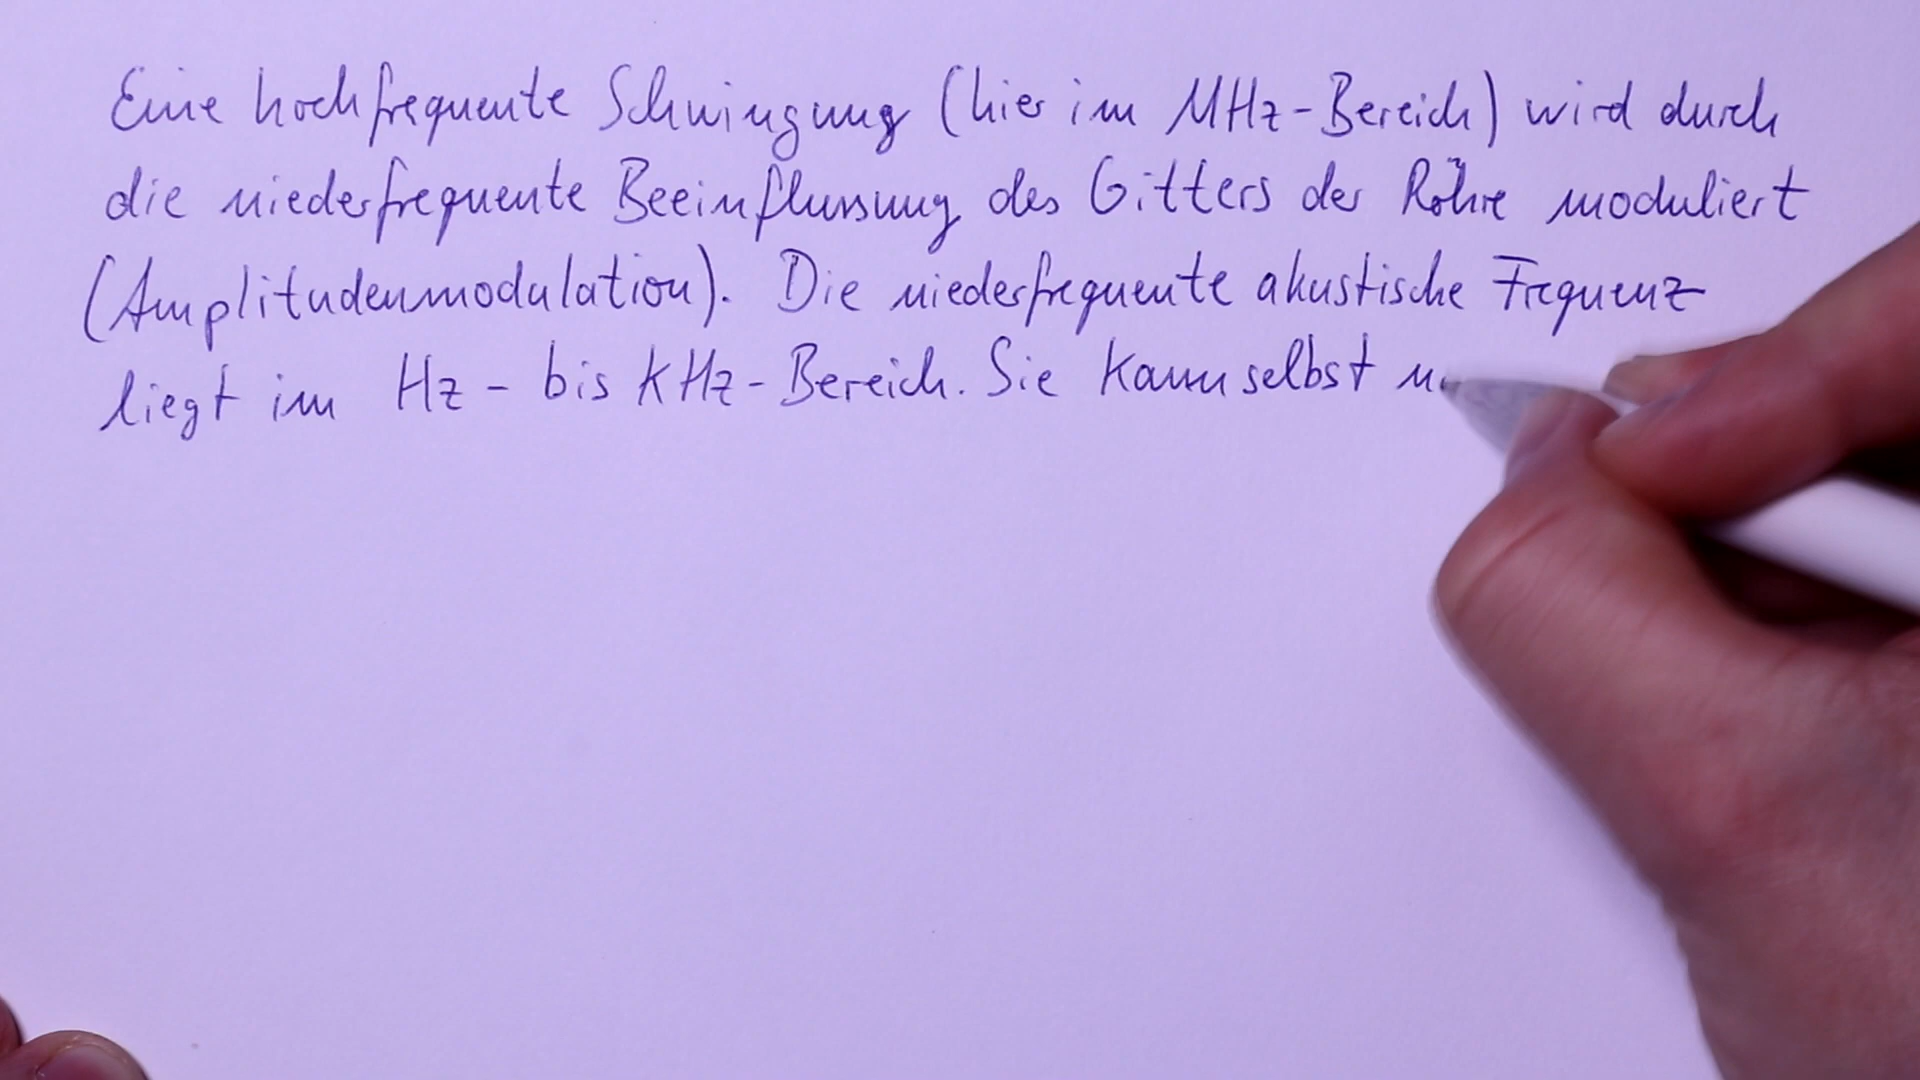 Eine hochfrequente Schwingung (hier im MHz-Bereich) wird durch
die niederfrequente Beeinflussung des Gitters der Röhre moduliert
(Amplitudenmodulation). Die niederfrequente akustische Frequenz
liegt im Hz- bis kHz-Bereich. Sie kann selbst